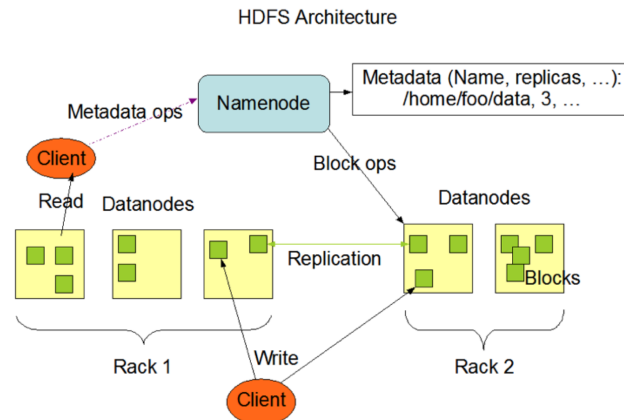 HDFS Architecture
Metadata (Name, replicas, ...):
/home/foo/data, 3, ...
Namenode
Metadata ops
Client
Block ops
Read
Datanodes
Datanodes
Replication
Blocks
Rack 1
Write
Rack 2
Client